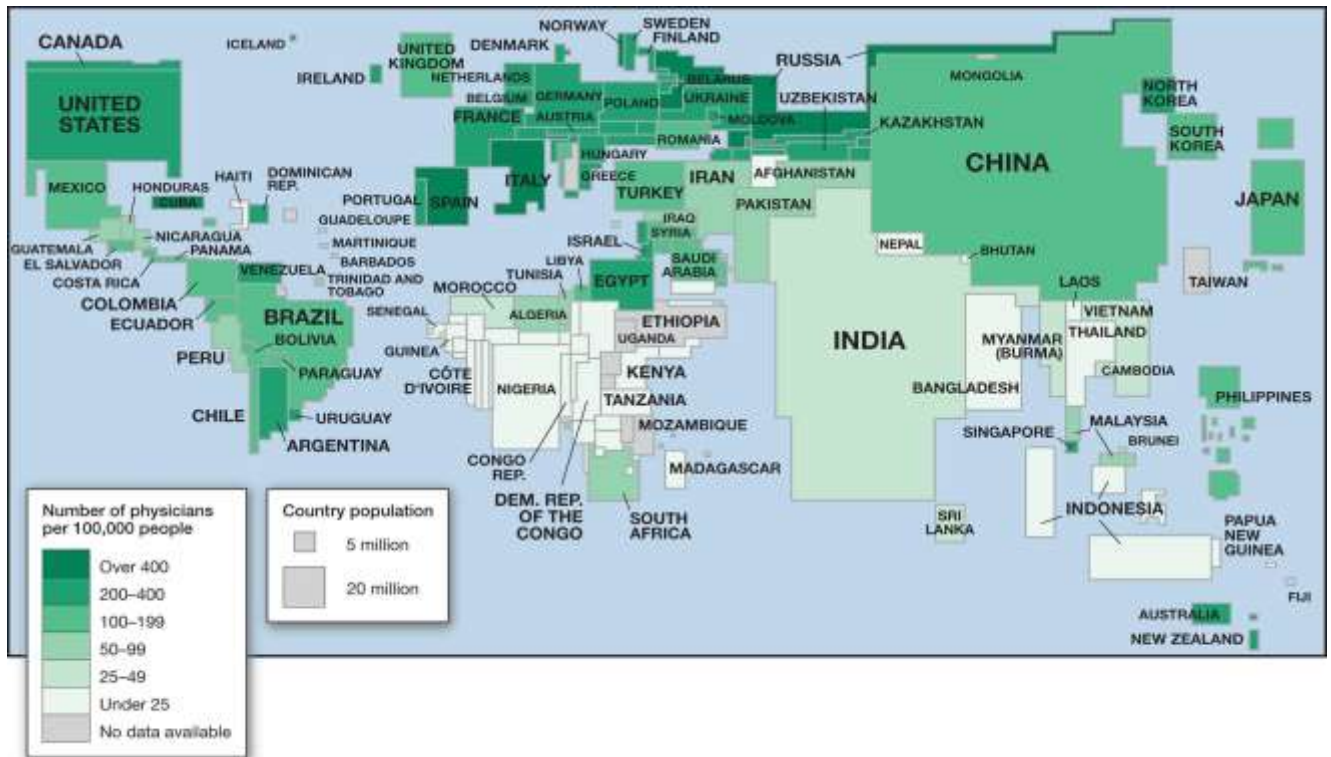 CANADA
ICELAND
UNITED
KINGDOM
NORWAY
SWEDEN
FINLAND
DENMARK
IRELAND
NETHERLANDS
BELARUS
RUSSIA
MONGOLIA
UNITED
STATES
BELGIUM
GERMANY
POLAND
UKRAINE
UZBEKISTAN
NORTH
KOREA
FRANCE
AUSTRIA
MOLDOVA
KAZAKHSTAN
ROMANIA
SOUTH
KOREA
MEXICO
HONDURAS
CUBA
HAITI
DOMINICAN
REP.
ITALY
HUNGARY
GREECE
TURKEY
IRAN
AFGHANISTAN
CHINA
PORTUGAL
SPAIN
PAKISTAN
JAPAN
GUADELOUPE
IRAQ
SYRIA
GUATEMALA
NICARAGUA
PANAMA
EL SALVADOR
COSTA RICA
MARTINIQUE
BARBADOS
TRINIDAD AND
TOBAGO
ISRAEL
LIBYA
TUNISIA
EGYPT
SAUDI
ARABIA
NEPAL
BHUTAN
VENEZUELA
COLOMBIA
ECUADOR
MOROCCO
LAOS
TAIWAN
SENEGAL
ALGERIA
ETHIOPIA
UGANDA
VIETNAM
THAILAND
BRAZIL
BOLIVIA
PERU
PARAGUAY
GUINEA
CÔTE
D'IVOIRE
NIGERIA
KENYA
TANZANIA
INDIA
MYANMAR
(BURMA)
BANGLADESH
CAMBODIA
PHILIPPINES
CHILE
URUGUAY
ARGENTINA
MOZAMBIQUE
MALAYSIA
SINGAPORE
BRUNEI
CONGO
REP.
MADAGASCAR
DEM. REP.
OF THE
CONGO
SOUTH
AFRICA
SRI
LANKA
INDONESIA
PAPUA
NEW
GUINEA
FIJI
AUSTRALIA
NEW ZEALAND
Number of physicians
per 100,000 people
Over 400
200–400
100–199
50–99
25–49
Under 25
No data available
Country population
5 million
20 million